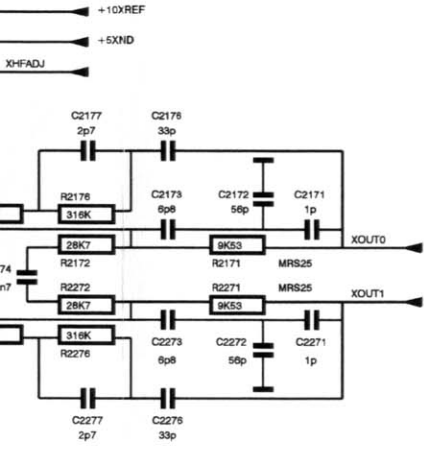 +10XREF
+5XND
XHFADJ
C2177 C2176
2p7 33p
R2176 C2173 C2172 C2171
316K 6p8 56p 1p
XOUT0
28K7 9K53
74 R2172 R2171 MRS25
n7 R2272 R2271 MRS25 XOUT1
28K7 9K53
316K C2273 C2272 C2271
R2276 6p8 56p 1p
C2277 C2276
2p7 33p